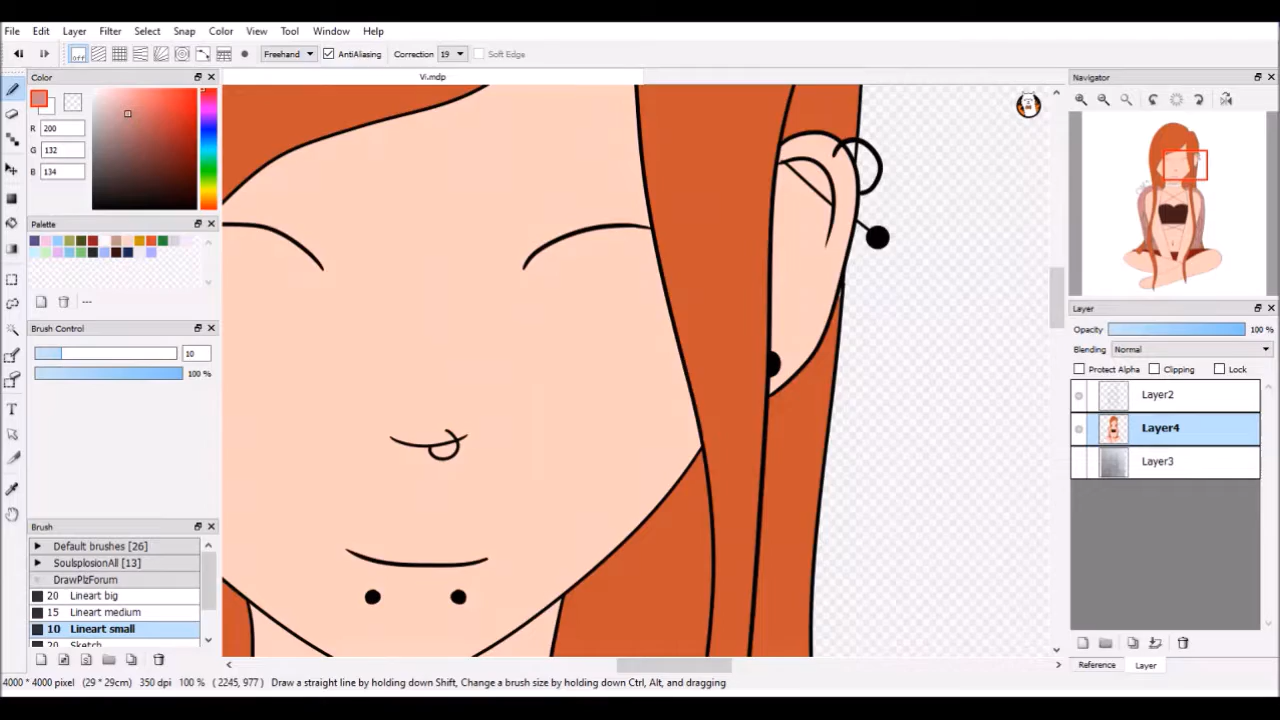 File Edit Layer Filter Select Snap Color View Tool Window Help
off Freehand AntiAliasing Correction 19 Soft Edge
Color
Vi.mdp
Navigator
R 200
G 132
B 134
Palette
---
Brush Control
10
100 %
Layer
Opacity 100 %
Blending Normal
Protect Alpha Clipping Lock
Layer2
Layer4
Layer3
Brush
Default brushes [26]
SoulsplosionAll [13]
DrawPlzForum
20 Lineart big
15 Lineart medium
10 Lineart small
20 Sketch
Reference Layer
4000 * 4000 pixel (29 * 29cm) 350 dpi 100 % ( 2245, 977 ) Draw a straight line by holding down Shift, Change a brush size by holding down Ctrl, Alt, and dragging